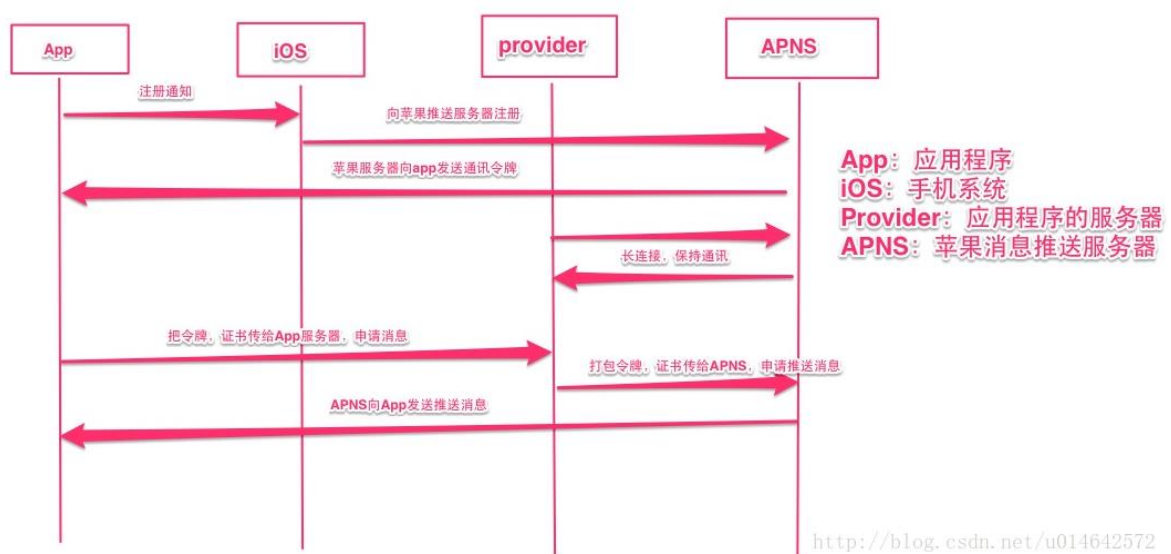 App
iOS
provider
APNS
注册通知
向苹果推送服务器注册
苹果服务器向app发送通讯令牌
App：应用程序
iOS：手机系统
Provider：应用程序的服务器
APNS：苹果消息推送服务器
长连接，保持通讯
把令牌，证书传给App服务器，申请消息
打包令牌，证书传给APNS，申请推送消息
APNS向App发送推送消息
http://blog.csdn.net/u014642572